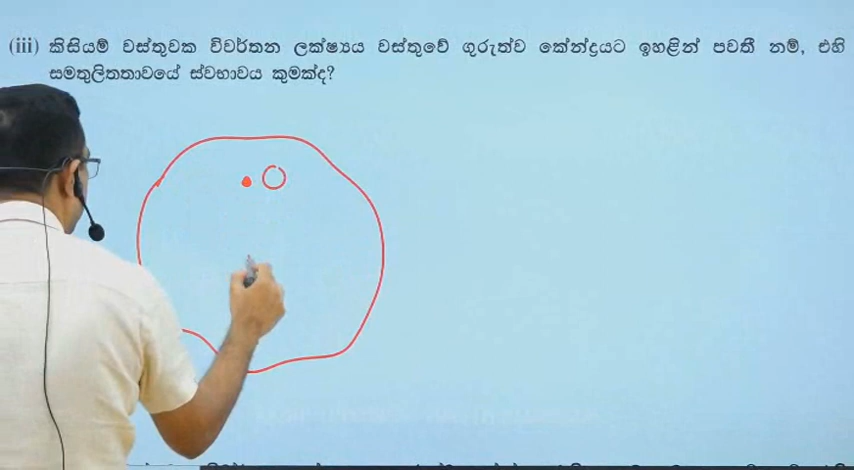 (iii) කිසියම් වස්තුවක විවර්තන ලක්ෂ්‍යය වස්තුවේ ගුරුත්ව කේන්ද්‍රයට ඉහළින් පවතී නම්, එහි
සමතුලිතතාවයේ ස්වභාවය කුමක්ද?
O